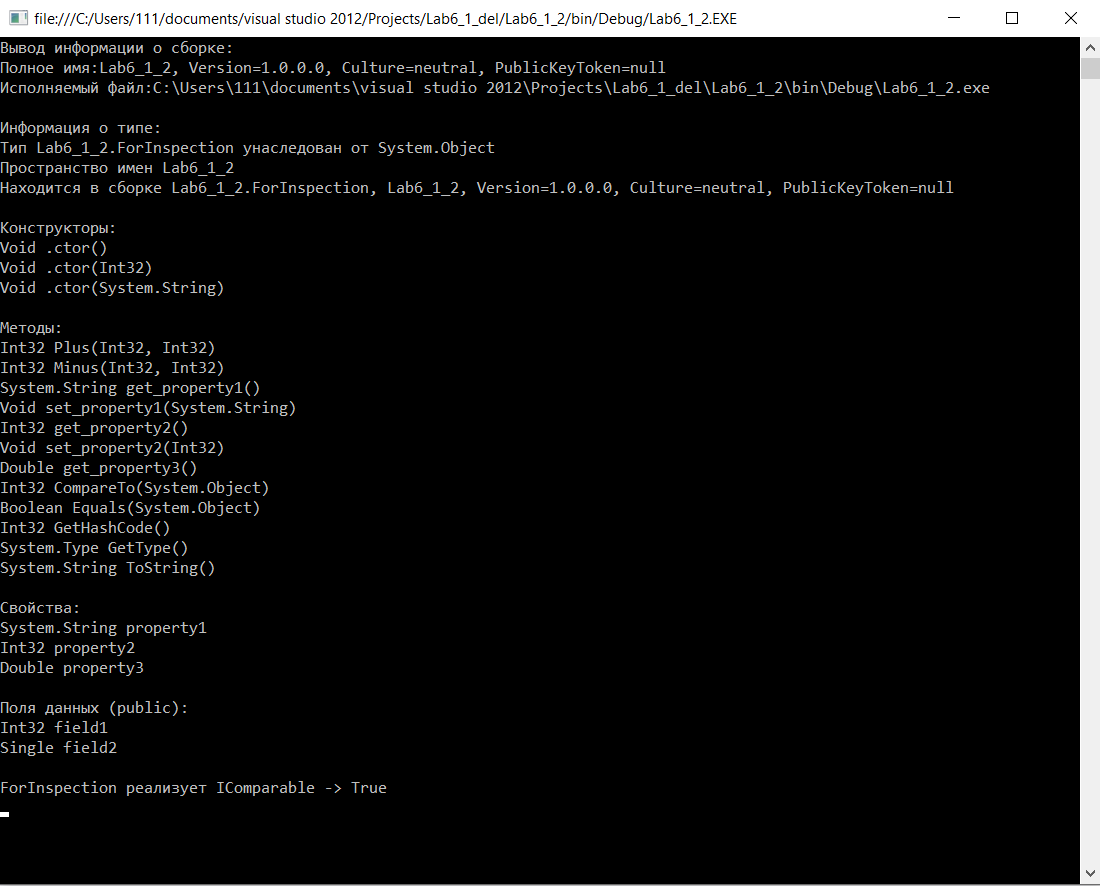 file:///C:/Users/111/documents/visual studio 2012/Projects/Lab6_1_del/Lab6_1_2/bin/Debug/Lab6_1_2.EXE
Вывод информации о сборке:
Полное имя:Lab6_1_2, Version=1.0.0.0, Culture=neutral, PublicKeyToken=null
Исполняемый файл:C:\Users\111\documents\visual studio 2012\Projects\Lab6_1_del\Lab6_1_2\bin\Debug\Lab6_1_2.exe
Информация о типе:
Тип Lab6_1_2.ForInspection унаследован от System.Object
Пространство имен Lab6_1_2
Находится в сборке Lab6_1_2.ForInspection, Lab6_1_2, Version=1.0.0.0, Culture=neutral, PublicKeyToken=null
Конструкторы:
Void .ctor()
Void .ctor(Int32)
Void .ctor(System.String)
Методы:
Int32 Plus(Int32, Int32)
Int32 Minus(Int32, Int32)
System.String get_property1()
Void set_property1(System.String)
Int32 get_property2()
Void set_property2(Int32)
Double get_property3()
Int32 CompareTo(System.Object)
Boolean Equals(System.Object)
Int32 GetHashCode()
System.Type GetType()
System.String ToString()
Свойства:
System.String property1
Int32 property2
Double property3
Поля данных (public):
Int32 field1
Single field2
ForInspection реализует IComparable -> True